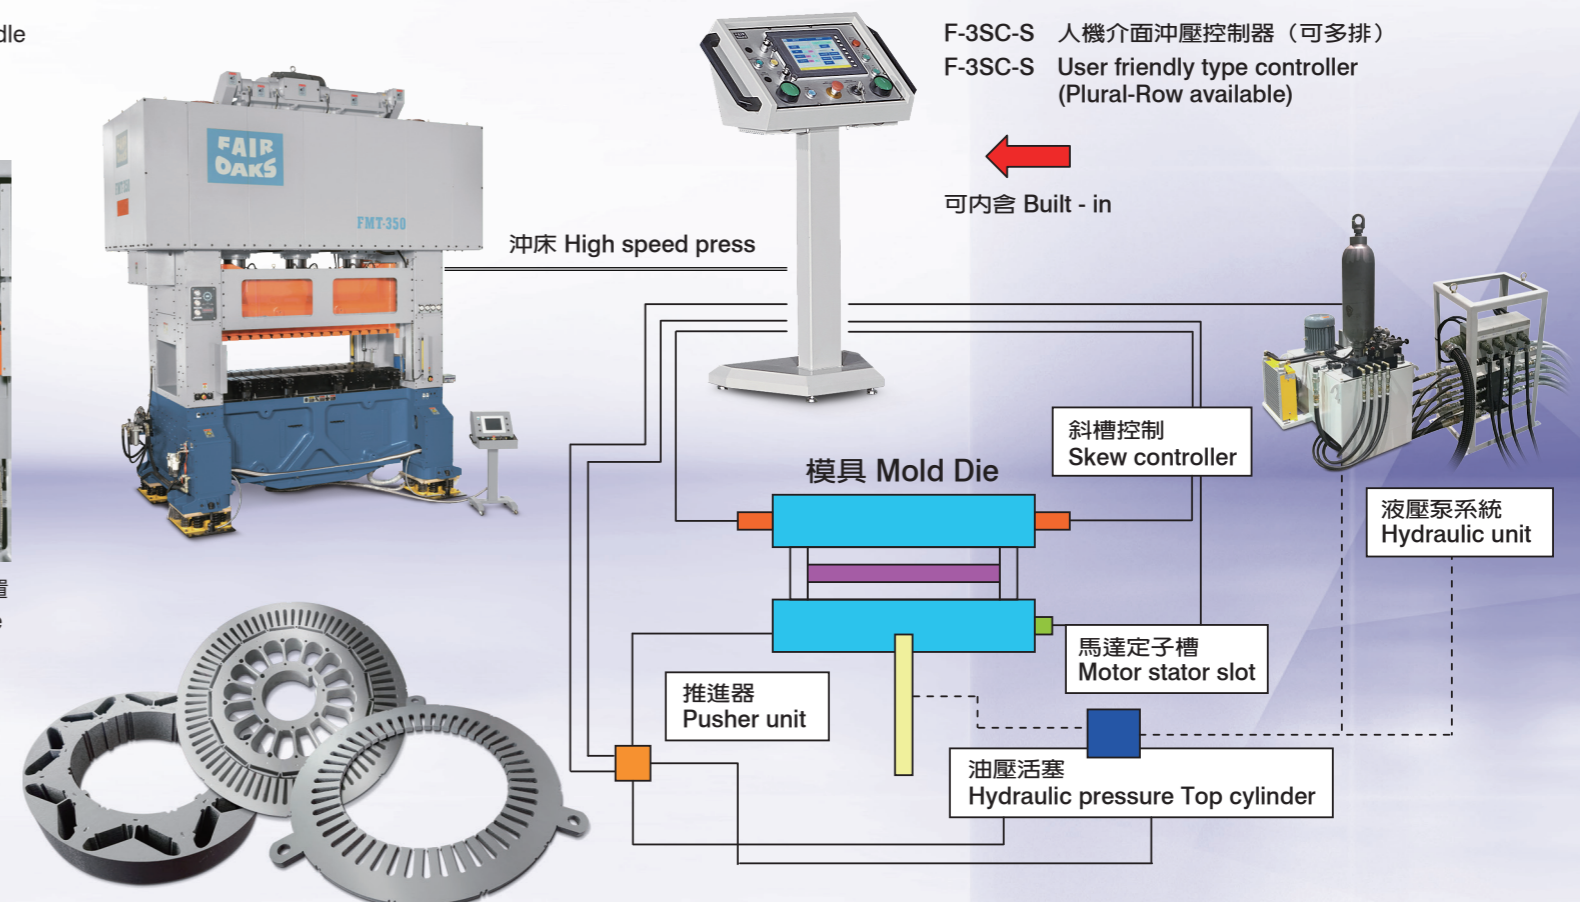 dle
F-3SC-S 人機介面沖壓控制器（可多排）
F-3SC-S User friendly type controller
(Plural-Row available)
FAIR
OAKS
FMT-350
可内含 Built - in
沖床 High speed press
斜槽控制
Skew controller
模具 Mold Die
液壓泵系統
Hydraulic unit
馬達定子槽
Motor stator slot
推進器
Pusher unit
油壓活塞
Hydraulic pressure Top cylinder